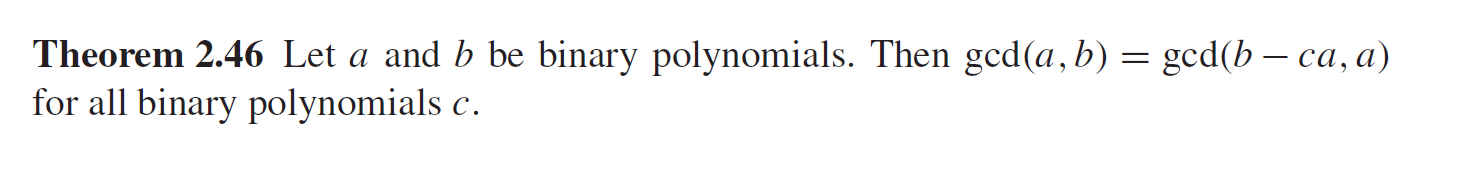 Theorem 2.46 Let a and b be binary polynomials. Then gcd(a, b) = gcd(b – ca, a)
for all binary polynomials c.